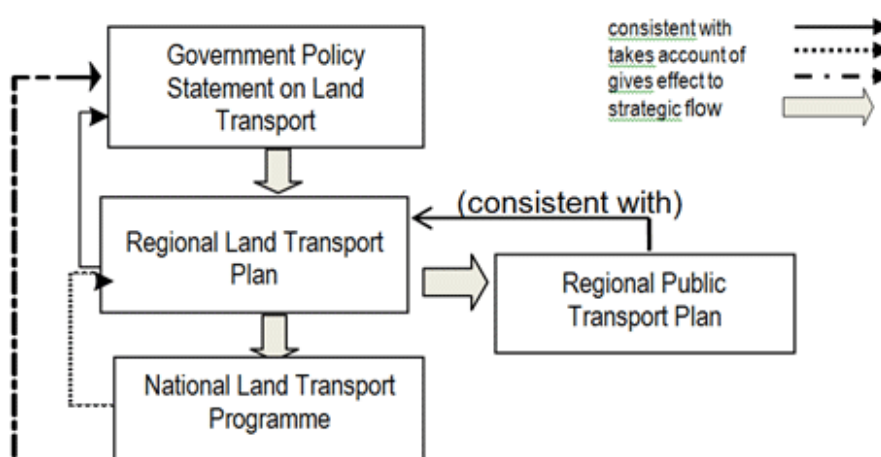 Government Policy
Statement on Land
Transport
consistent with
takes account of
gives effect to
strategic flow
Regional Land Transport
Plan
(consistent with)
Regional Public
Transport Plan
National Land Transport
Programme